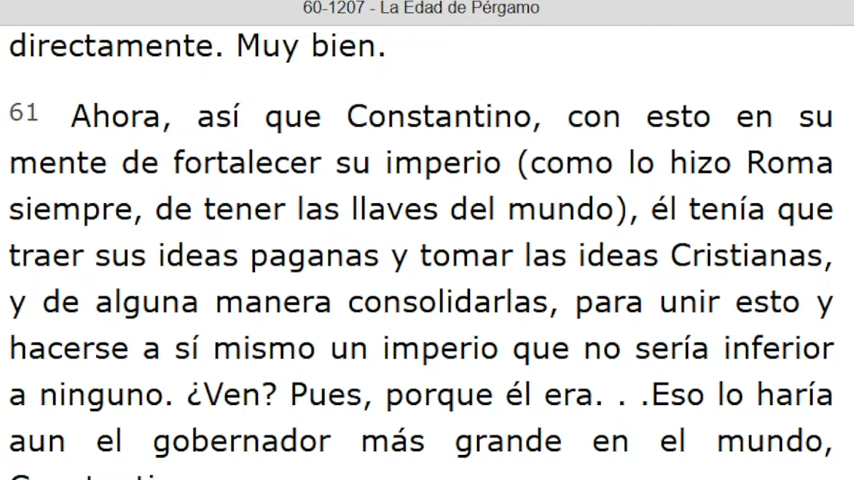 60-1207 - La Edad de Pérgamo
directamente. Muy bien.
61 Ahora, así que Constantino, con esto en su
mente de fortalecer su imperio (como lo hizo Roma
siempre, de tener las llaves del mundo), él tenía que
traer sus ideas paganas y tomar las ideas Cristianas,
y de alguna manera consolidarlas, para unir esto y
hacerse a sí mismo un imperio que no sería inferior
a ninguno. ¿Ven? Pues, porque él era. . .Eso lo haría
aun el gobernador más grande en el mundo,